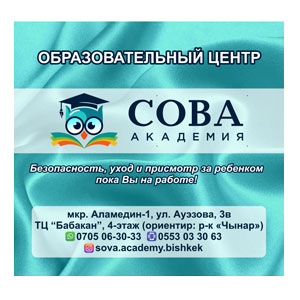 ОБРАЗОВАТЕЛЬНЫЙ ЦЕНТР
СОВА
АКАДЕМИЯ
Безопасность, уход и присмотр за ребенком
пока Вы на работе!
мкр. Аламедин-1, ул. Ауэзова, 3в
ТЦ "Бабакан", 4-этаж (ориентир: р-к «Чынар»)
0705 06-30-33 0553 03 30 63
sova.academy.bishkek